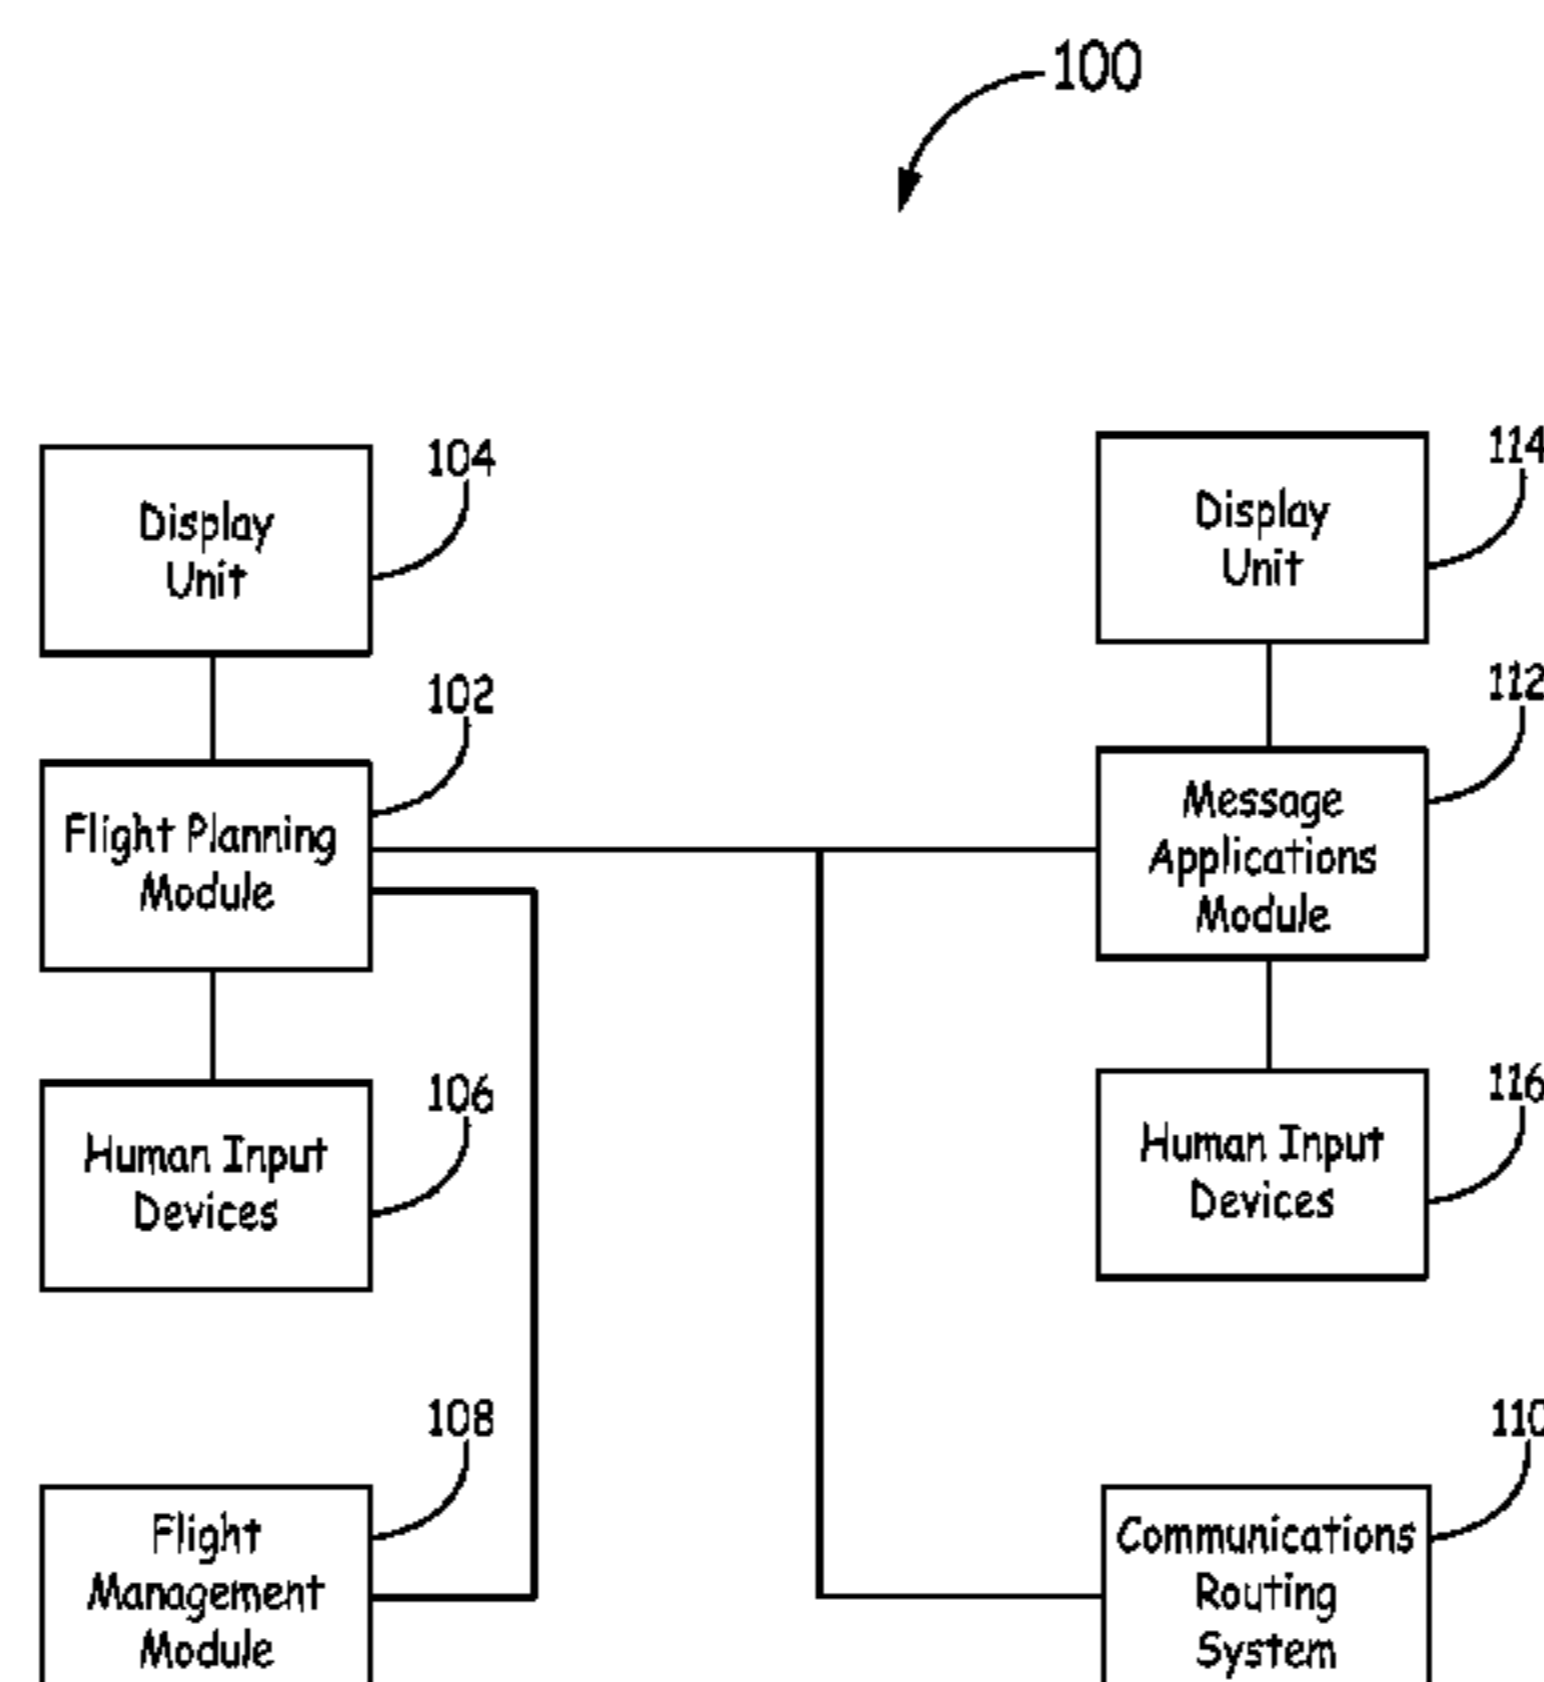 100
104
Display
Unit
102
Flight Planning
Module
106
Human Input
Devices
108
Flight
Management
Module
114
Display
Unit
112
Message
Applications
Module
116
Human Input
Devices
110
Communications
Routing
System